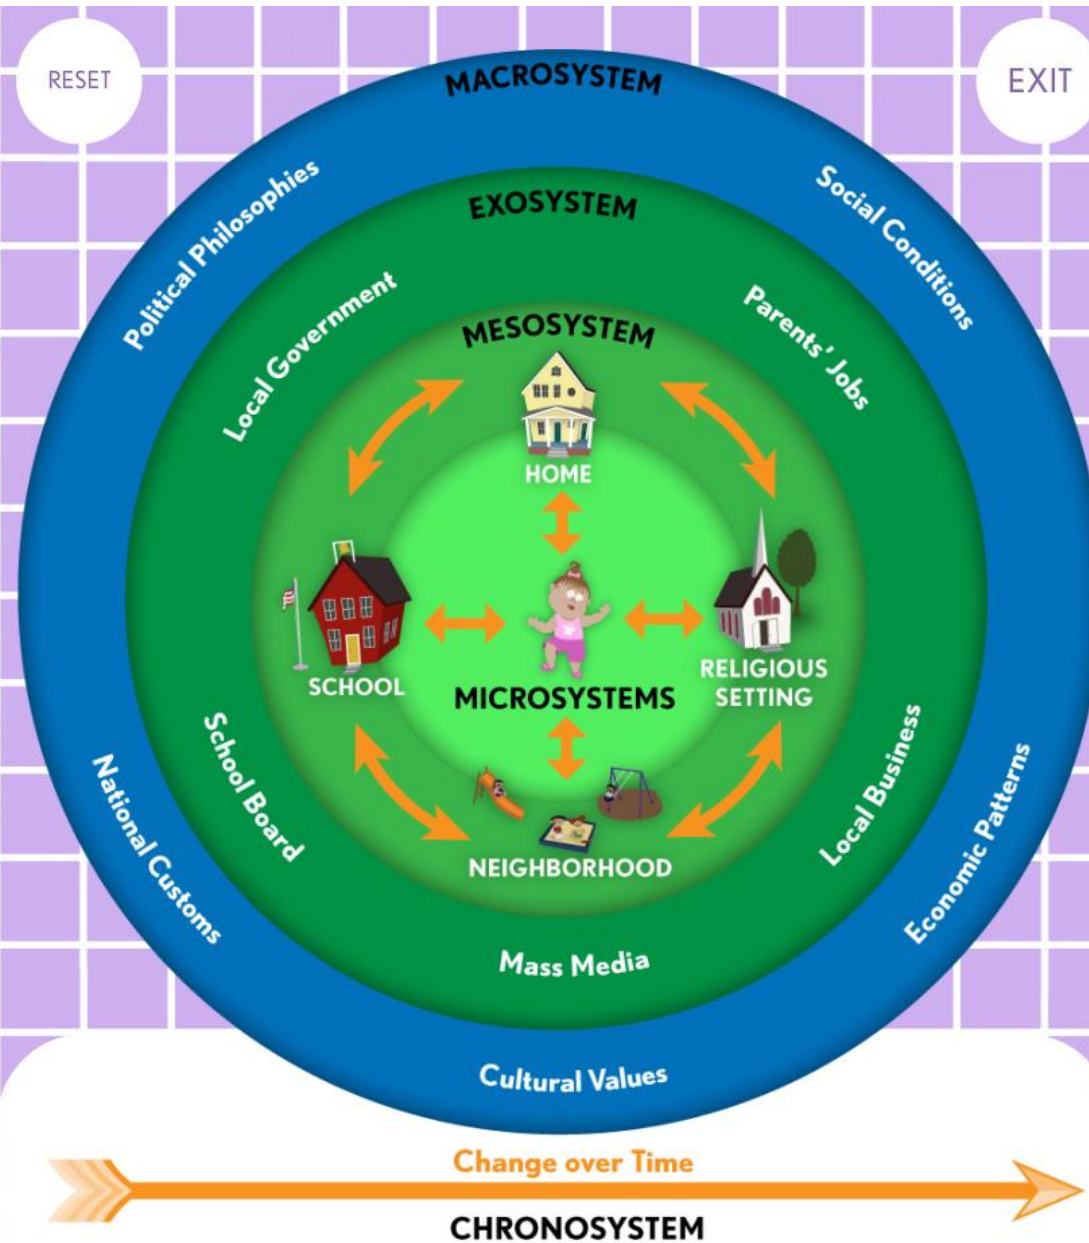 RESET
EXIT
MACROSYSTEM
Political Philosophies
Social Conditions
EXOSYSTEM
Local Government
Parents' Jobs
MESOSYSTEM
HOME
SCHOOL
RELIGIOUS
SETTING
MICROSYSTEMS
NEIGHBORHOOD
School Board
Local Business
National Customs
Economic Patterns
Mass Media
Cultural Values
Change over Time
CHRONOSYSTEM